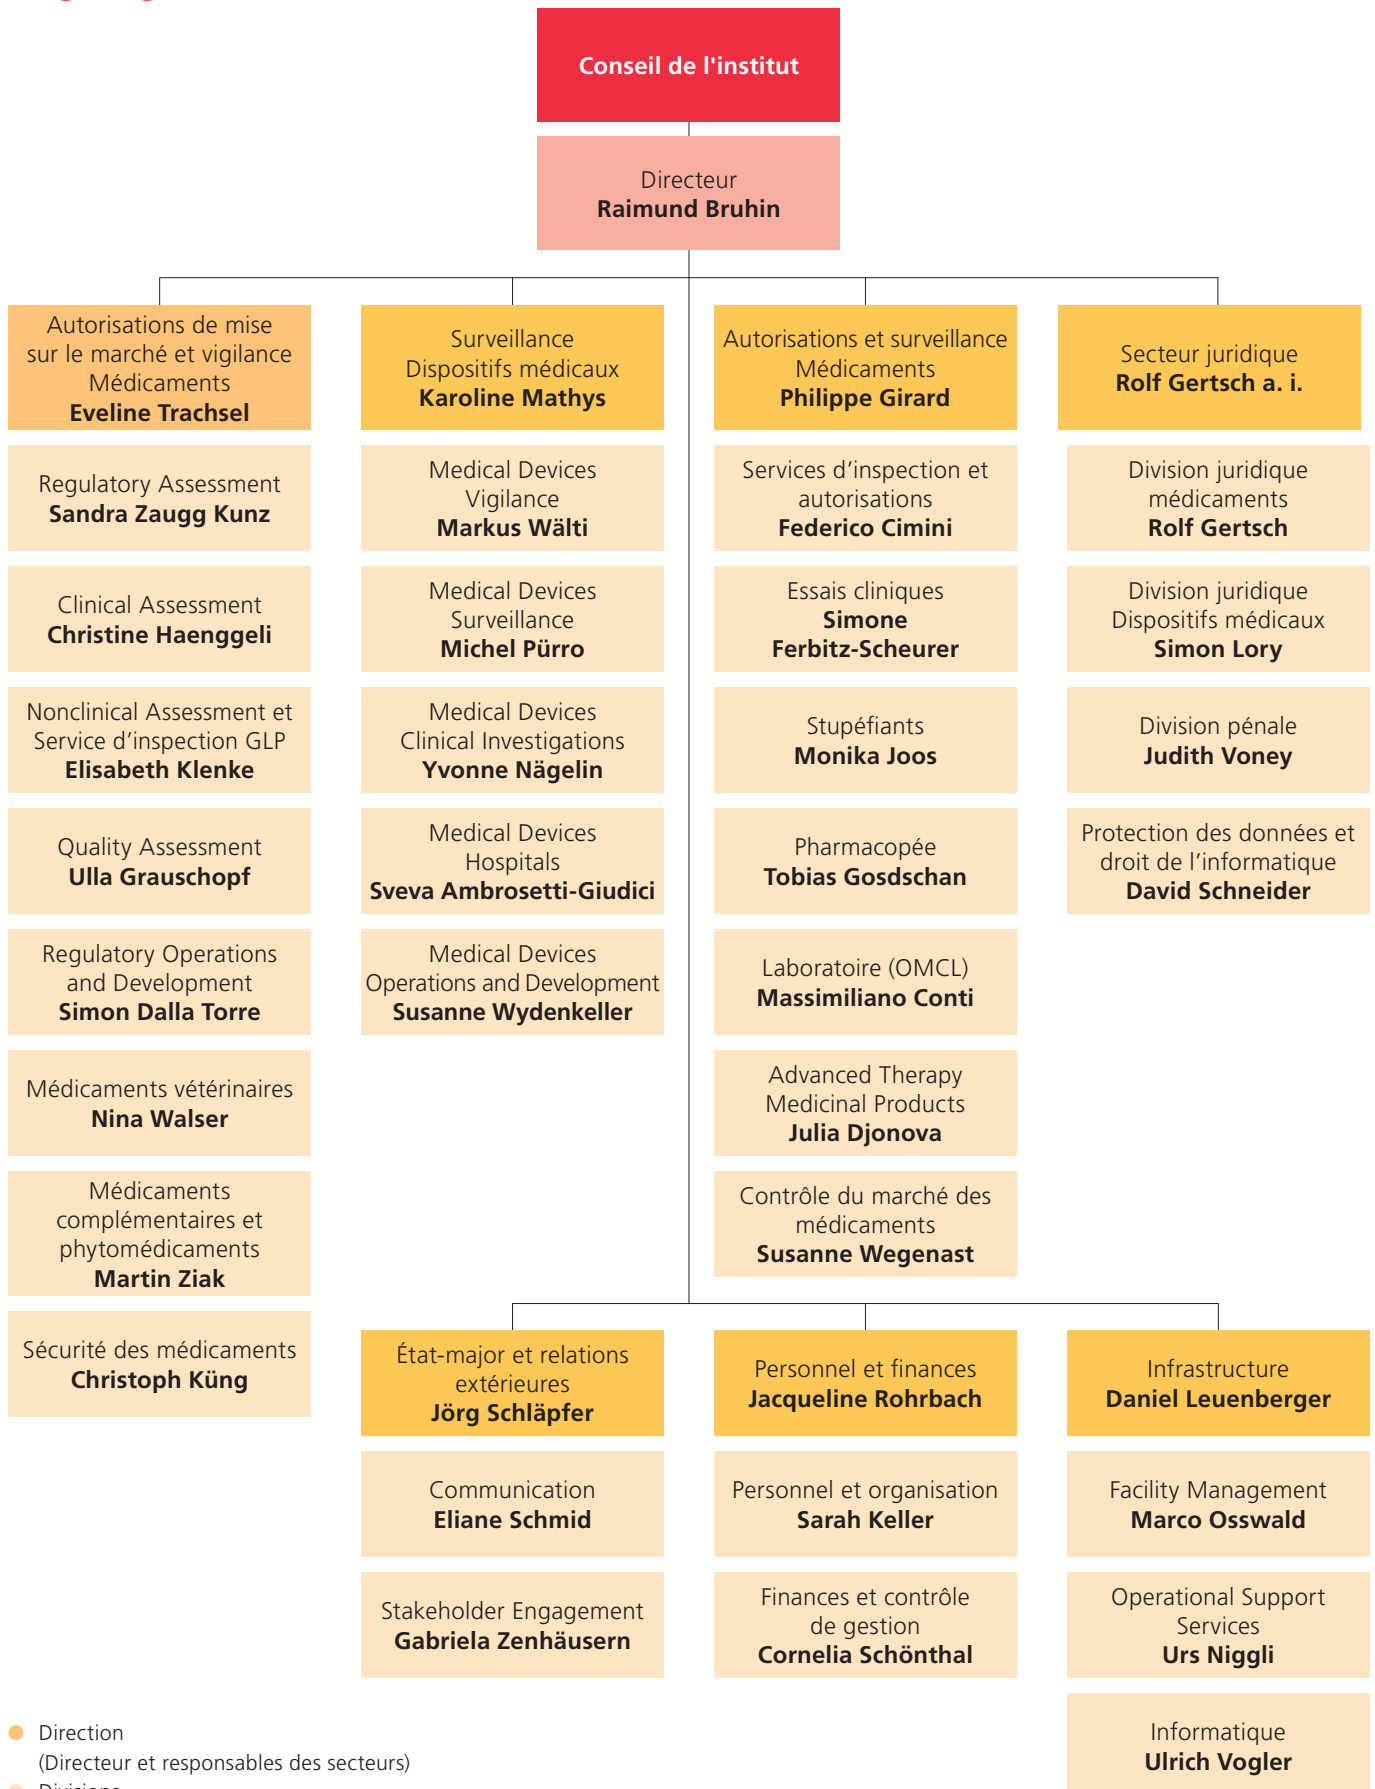 Conseil de l'institut
Directeur
Raimund Bruhin
Autorisations de mise
sur le marché et vigilance
Médicaments
Eveline Trachsel
Regulatory Assessment
Sandra Zaugg Kunz
Clinical Assessment
Christine Haenggeli
Nonclinical Assessment et
Service d’inspection GLP
Elisabeth Klenke
Quality Assessment
Ulla Grauschopf
Regulatory Operations
and Development
Simon Dalla Torre
Médicaments vétérinaires
Nina Walser
Médicaments
complémentaires et
phytomédicaments
Martin Ziak
Sécurité des médicaments
Christoph Küng
Surveillance
Dispositifs médicaux
Karoline Mathys
Medical Devices
Vigilance
Markus Wälti
Medical Devices
Surveillance
Michel Pürro
Medical Devices
Clinical Investigations
Yvonne Nägelin
Medical Devices
Hospitals
Sveva Ambrosetti-Giudici
Medical Devices
Operations and Development
Susanne Wydenkeller
Autorisations et surveillance
Médicaments
Philippe Girard
Services d’inspection et
autorisations
Federico Cimini
Essais cliniques
Simone
Ferbitz-Scheurer
Stupéfiants
Monika Joos
Pharmacopée
Tobias Gosdschan
Laboratoire (OMCL)
Massimiliano Conti
Advanced Therapy
Medicinal Products
Julia Djonova
Contrôle du marché des
médicaments
Susanne Wegenast
Secteur juridique
Rolf Gertsch a. i.
Division juridique
médicaments
Rolf Gertsch
Division juridique
Dispositifs médicaux
Simon Lory
Division pénale
Judith Voney
Protection des données et
droit de l’informatique
David Schneider
État-major et relations
extérieures
Jörg Schläpfer
Communication
Eliane Schmid
Stakeholder Engagement
Gabriela Zenhäusern
Personnel et finances
Jacqueline Rohrbach
Personnel et organisation
Sarah Keller
Finances et contrôle
de gestion
Cornelia Schönthal
Infrastructure
Daniel Leuenberger
Facility Management
Marco Osswald
Operational Support
Services
Urs Niggli
Informatique
Ulrich Vogler
Direction
(Directeur et responsables des secteurs)
Divisions